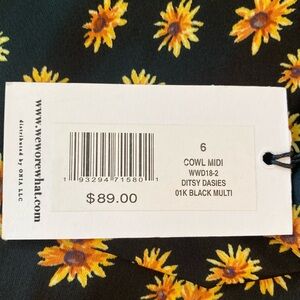 www.weworewhat.com
distributed by ONIA LLC
1 93294 71580 1
$89.00
6
COWL MIDI
WWD18-2
DITSY DASIES
01K BLACK MULTI